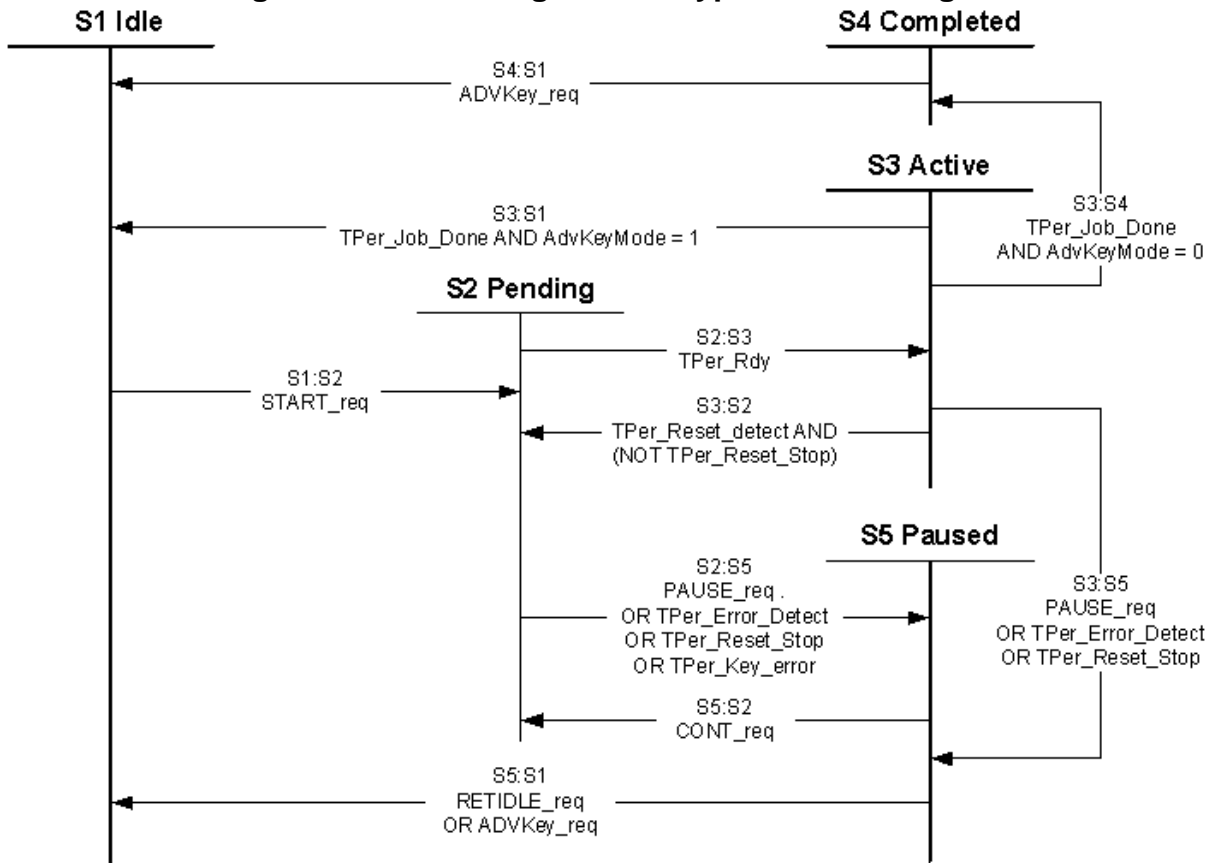 S1 Idle
S4 Completed
S4:S1
ADVKey_req
S3 Active
S3:S1
TPer_Job_Done AND AdvKeyMode = 1
S3:S4
TPer_Job_Done
AND AdvKeyMode = 0
S2 Pending
S2:S3
TPer_Rdy
S1:S2
START_req
S3:S2
TPer_Reset_detect AND
(NOT TPer_Reset_Stop)
S5 Paused
S2:S5
PAUSE_req .
OR TPer_Error_Detect
OR TPer_Reset_Stop
OR TPer_Key_error
S3:S5
PAUSE_req
OR TPer_Error_Detect
OR TPer_Reset_Stop
S5:S2
CONT_req
S5:S1
RETIDLE_req
OR ADVKey_req